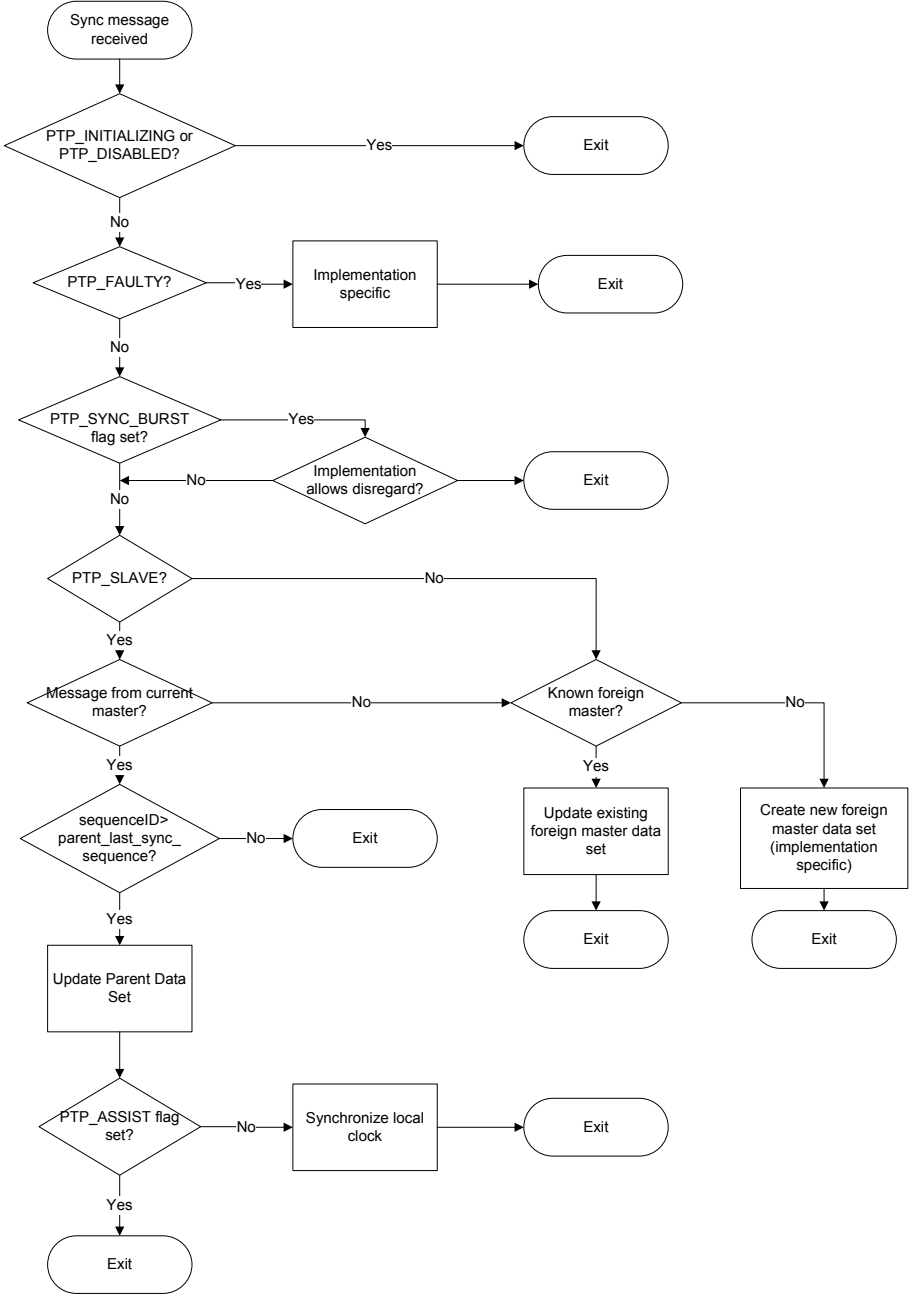 Sync message
received
PTP_INITIALIZING or
PTP_DISABLED?
Yes
Exit
No
PTP_FAULTY?
Yes
Implementation
specific
Exit
No
PTP_SYNC_BURST
flag set?
Yes
Implementation
allows disregard?
No
Exit
No
PTP_SLAVE?
No
Yes
Message from current
master?
No
Known foreign
master?
No
Yes
Yes
sequenceID>
parent_last_sync_
sequence?
No
Exit
Update existing
foreign master data
set
Create new foreign
master data set
(implementation
specific)
Yes
Exit
Exit
Update Parent Data
Set
PTP_ASSIST flag
set?
No
Synchronize local
clock
Exit
Yes
Exit